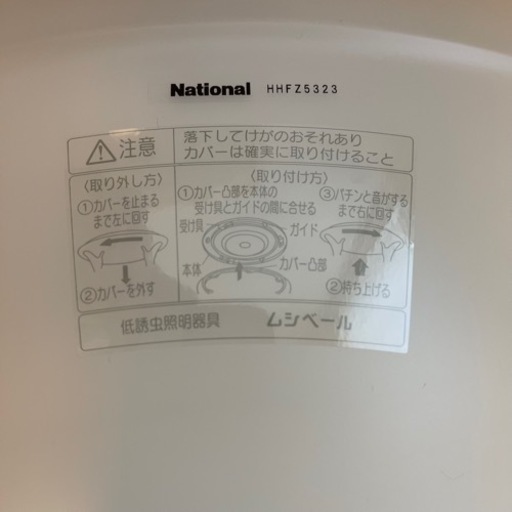 National HHFZ5323
注意
落下してけがのおそれあり
カバーは確実に取り付けること
〈取り外し方〉
①カバーを止まる
まで左に回す
②カバーを外す
〈取り付け方〉
①カバー凸部を本体の
受け具とガイドの間に合せる
受け具
ガイド
本体
カバー凸部
③パチンと音がする
まで右に回す
②持ち上げる
低誘虫照明器具 ムシベール